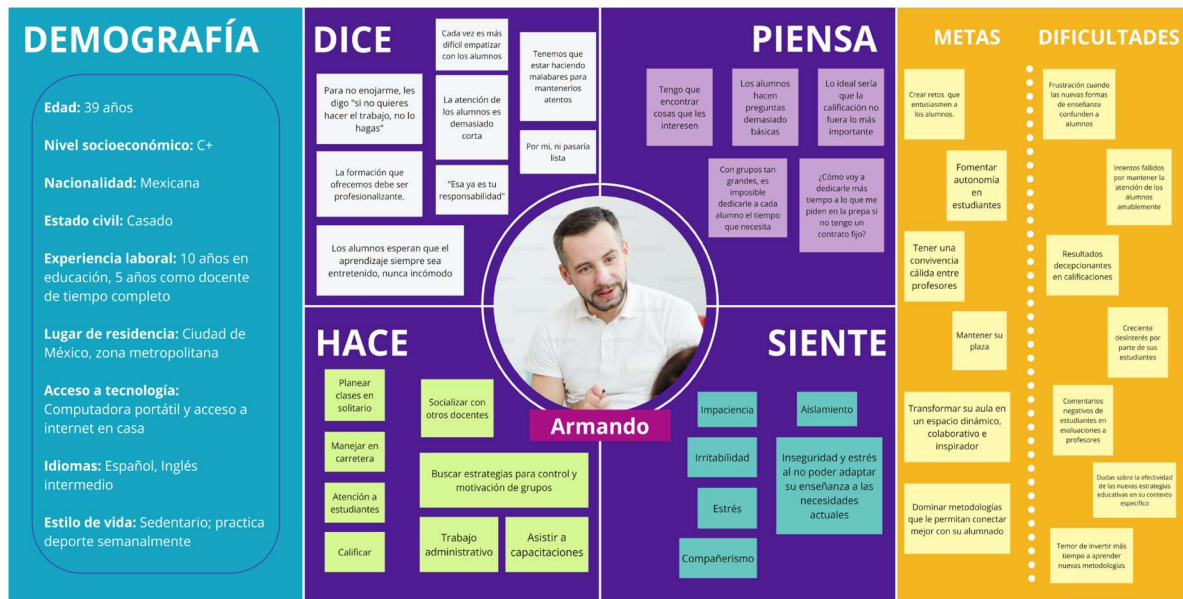 DEMOGRAFÍA
Edad: 39 años
Nivel socioeconómico: C+
Nacionalidad: Mexicana
Estado civil: Casado
Experiencia laboral: 10 años en
educación, 5 años como docente
de tiempo completo
Lugar de residencia: Ciudad de
México, zona metropolitana
Acceso a tecnología:
Computadora portátil y acceso a
internet en casa
Idiomas: Español, Inglés
intermedio
Estilo de vida: Sedentario; practica
deporte semanalmente
DICE
Cada vez es más
difícil empatizar
con los alumnos
Tenemos que
estar haciendo
malabares para
mantenerlos
atentos
Para no enojarme, les
digo "si no quieres
hacer el trabajo, no lo
hagas"
La atención de
los alumnos es
demasiado
corta
Por mi, ni pasaría
lista
La formación que
ofrecemos debe ser
profesionalizante.
"Esa ya es tu
responsabilidad"
Los alumnos esperan que el
aprendizaje siempre sea
entretenido, nunca incómodo
PIENSA
Tengo que
encontrar
cosas que les
interesen
Los alumnos
hacen
preguntas
demasiado
básicas
Lo ideal sería
que la
calificación no
fuera lo más
importante
Con grupos tan
grandes, es
imposible
dedicarle a cada
alumno el tiempo
que necesita
¿Cómo voy a
dedicarle más
tiempo a lo que me
piden en la prepa si
no tengo un
contrato fijo?
HACE
Planear
clases en
solitario
Socializar con
otros docentes
Manejar en
carretera
Buscar estrategias para control y
motivación de grupos
Atención a
estudiantes
Calificar
Trabajo
administrativo
Asistir a
capacitaciones
Armando
SIENTE
Impaciencia
Aislamiento
Irritabilidad
Inseguridad y estrés
al no poder adaptar
su enseñanza a las
necesidades
actuales
Estrés
Compañerismo
METAS
Crear retos que
entusiasmen a
los alumnos.
Fomentar
autonomía
en
estudiantes
Tener una
convivencia
cálida entre
profesores
Mantener su
plaza
Transformar su aula en
un espacio dinámico,
colaborativo e
inspirador
Dominar metodologías
que le permitan conectar
mejor con su alumnado
DIFICULTADES
Frustración cuando
las nuevas formas
de enseñanza
confunden a
alumnos
Intentos fallidos
por mantener la
atención de los
alumnos
amablemente
Resultados
decepcionantes
en calificaciones
Creciente
desinterés por
parte de sus
estudiantes
Comentarios
negativos de
estudiantes en
evaluaciones a
profesores
Dudas sobre la efectividad
de las nuevas estrategias
educativas en su contexto
específico
Temor de invertir más
tiempo a aprender
nuevas metodologías